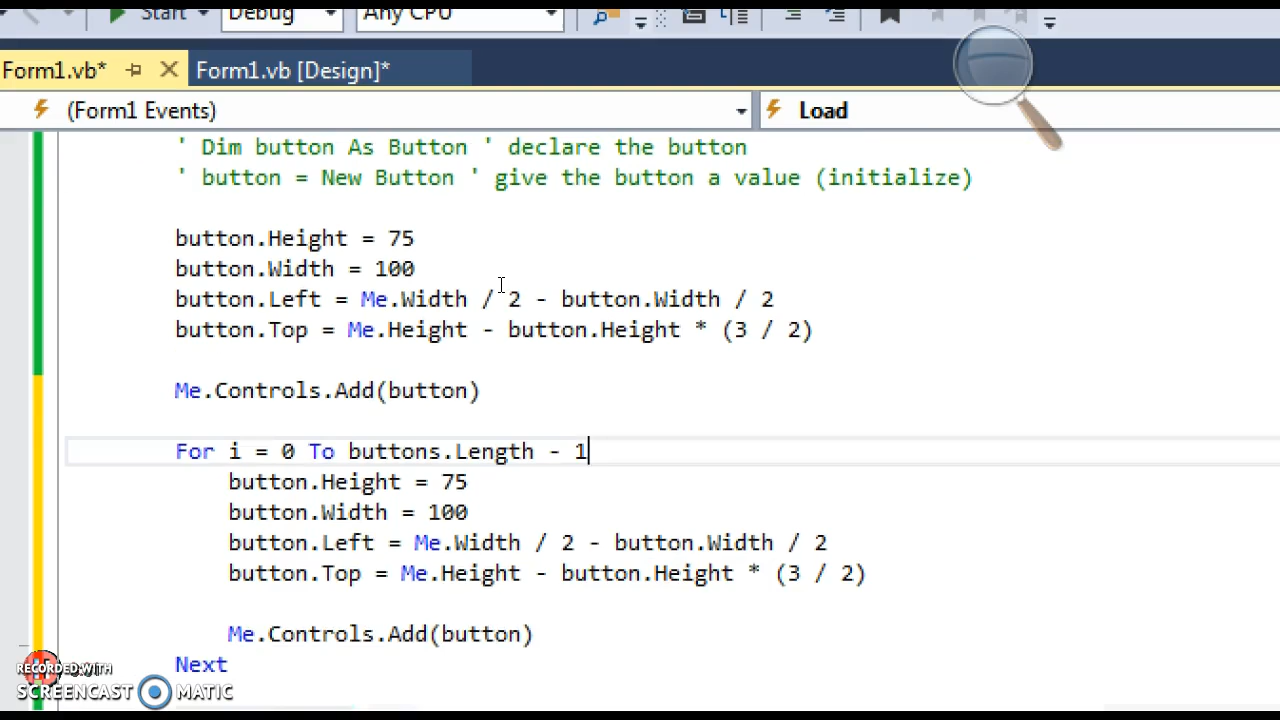 Start Debug Any CPU
Form1.vb* Form1.vb [Design]*
(Form1 Events) Load
' Dim button As Button ' declare the button
' button = New Button ' give the button a value (initialize)
button.Height = 75
button.Width = 100
button.Left = Me.Width / 2 - button.Width / 2
button.Top = Me.Height - button.Height * (3 / 2)
Me.Controls.Add(button)
For i = 0 To buttons.Length - 1
button.Height = 75
button.Width = 100
button.Left = Me.Width / 2 - button.Width / 2
button.Top = Me.Height - button.Height * (3 / 2)
Me.Controls.Add(button)
Next
RECORDED WITH
SCREENCAST MATIC